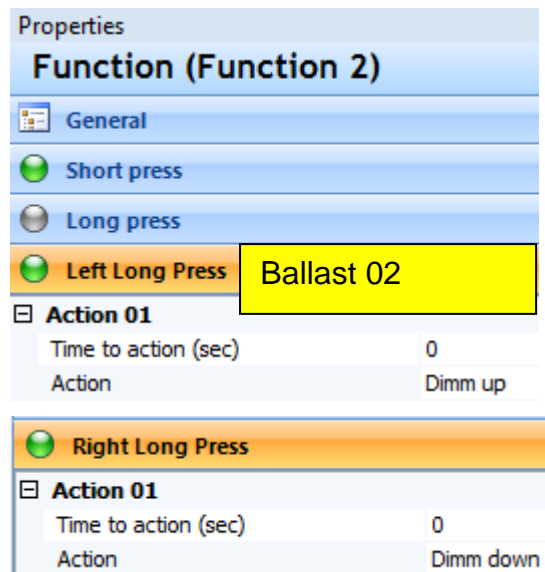 Properties
Function (Function 2)
General
Short press
Long press
Left Long Press Ballast 02
Action 01
Time to action (sec) 0
Action Dimm up
Right Long Press
Action 01
Time to action (sec) 0
Action Dimm down